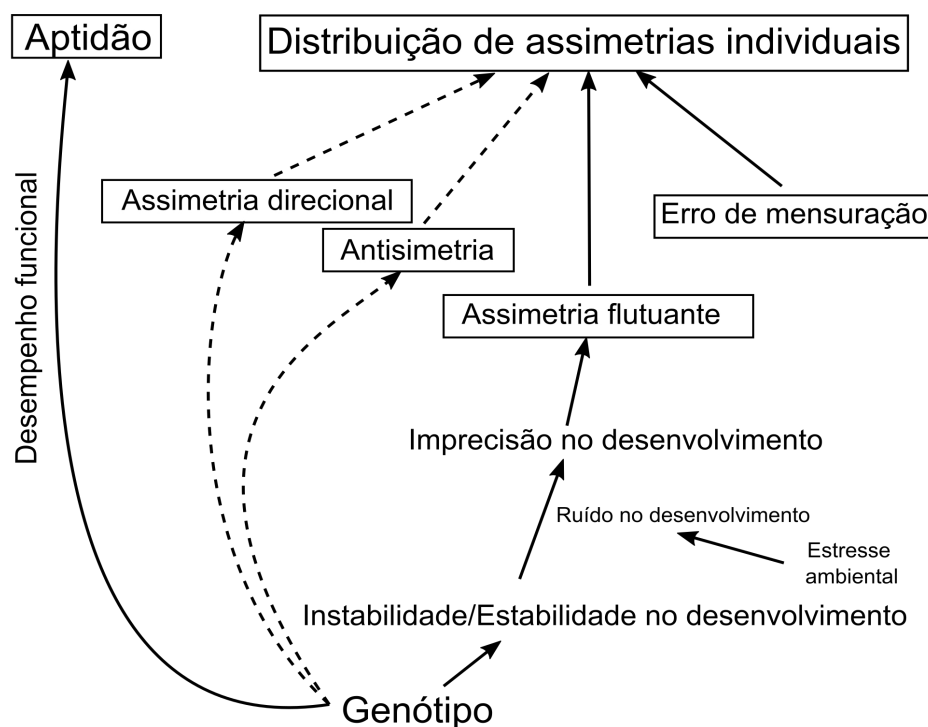 Aptidão
Distribuição de assimetrias individuais
Desempenho funcional
Assimetria direcional
Erro de mensuração
Antisimetria
Assimetria flutuante
Imprecisão no desenvolvimento
Ruído no desenvolvimento
Estresse
ambiental
Instabilidade/Estabilidade no desenvolvimento
Genótipo